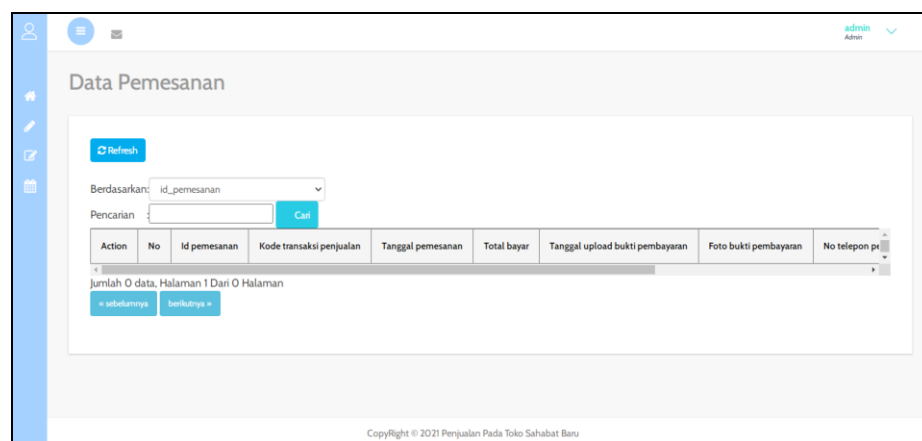 admin
Admin
Data Pemesanan
Refresh
Berdasarkan: id_pemesanan
Pencarian : Cari
Action No Id pemesanan Kode transaksi penjualan Tanggal pemesanan Total bayar Tanggal upload bukti pembayaran Foto bukti pembayaran No telepon pe
Jumlah 0 data, Halaman 1 Dari 0 Halaman
« sebelumnya berikutnya »
CopyRight © 2021 Penjualan Pada Toko Sahabat Baru